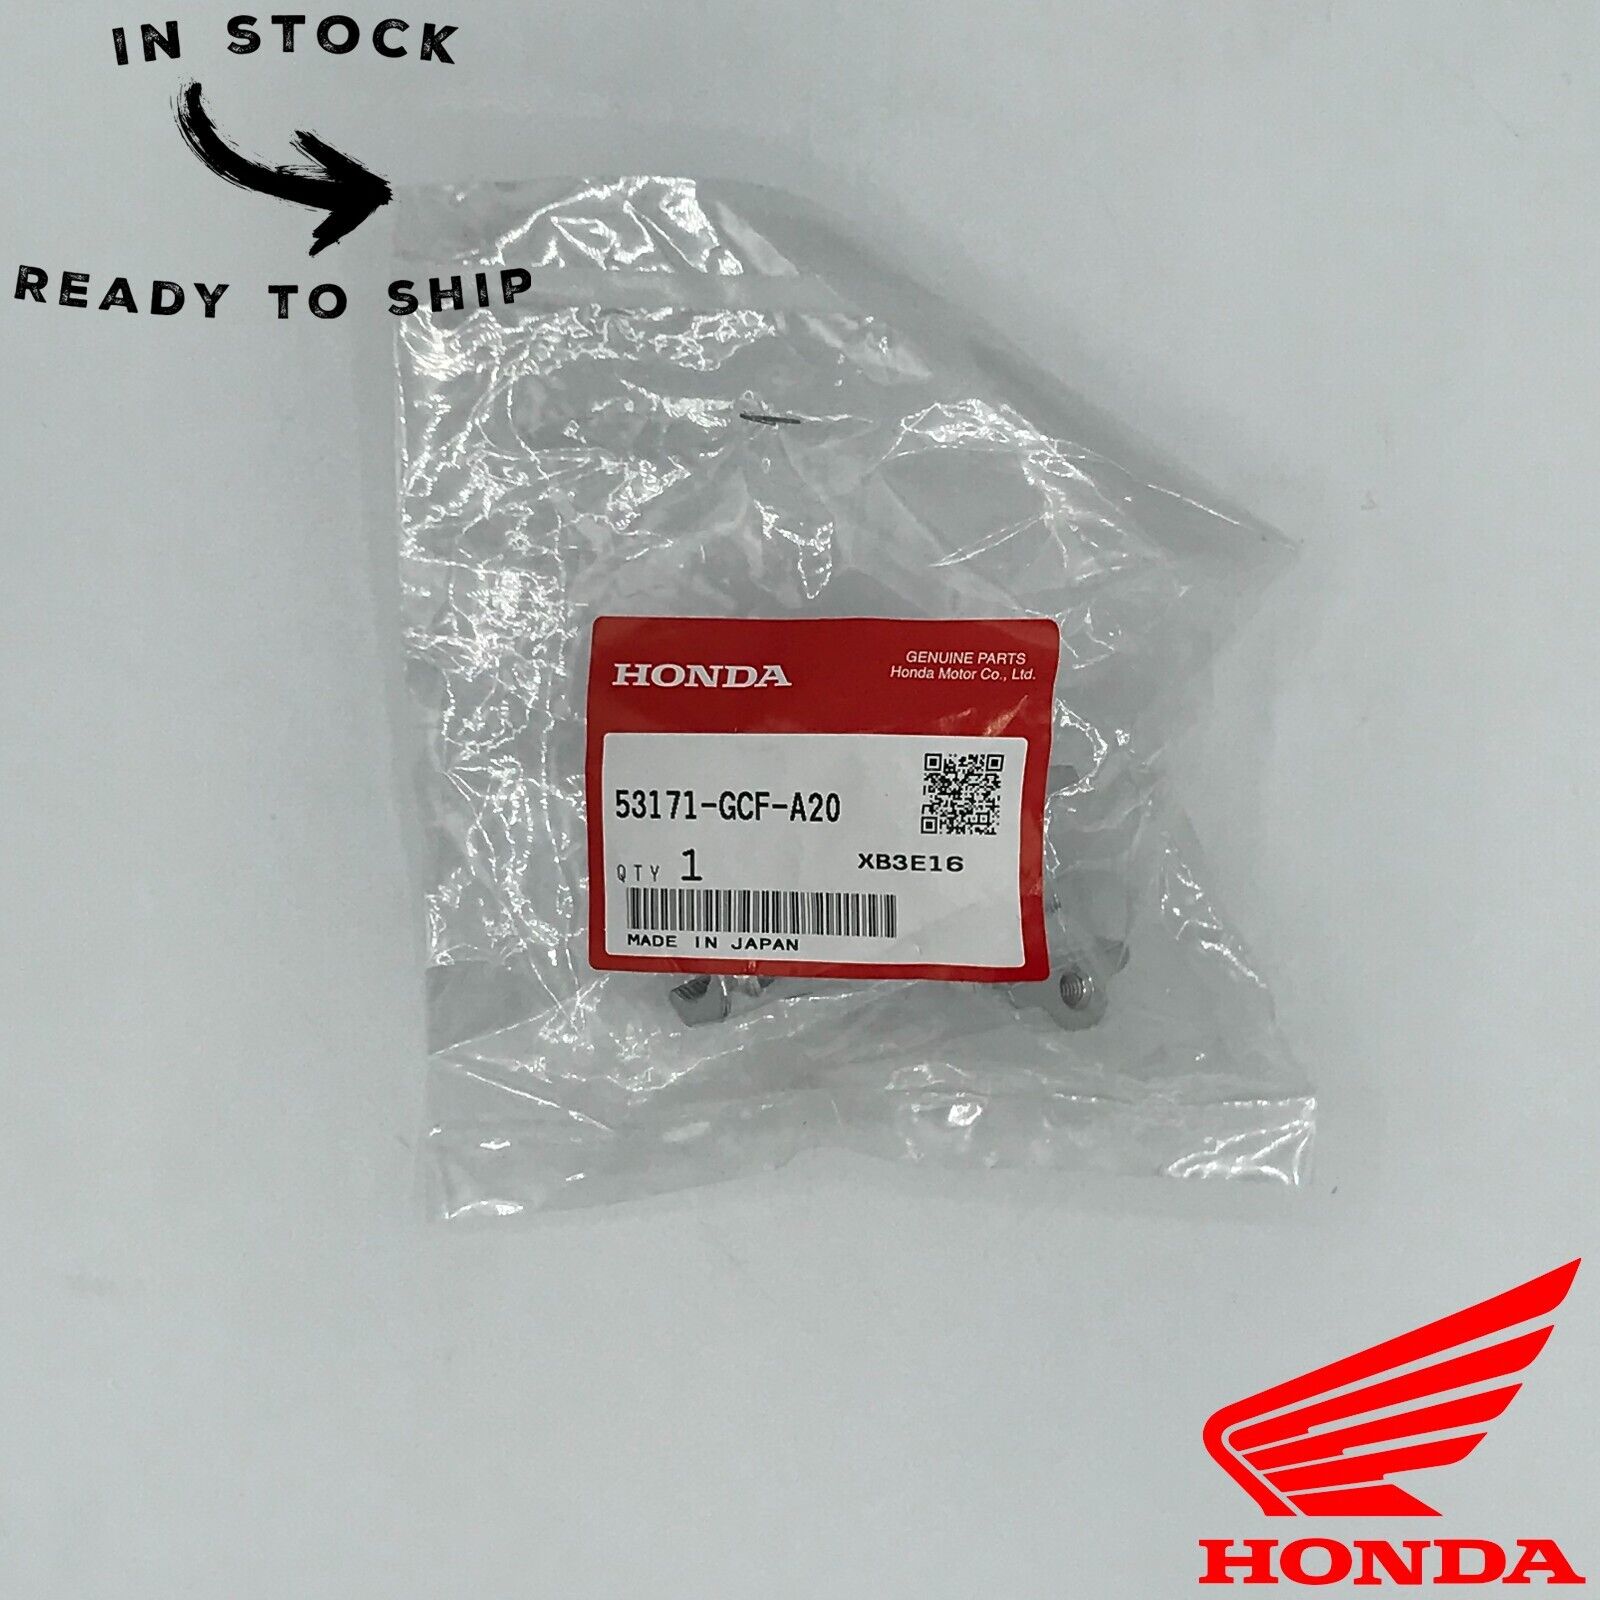 IN STOCK
READY TO SHIP
HONDA
GENUINE PARTS
Honda Motor Co., Ltd.
53171-GCF-A20
QTY 1
XB3E16
MADE IN JAPAN
HONDA